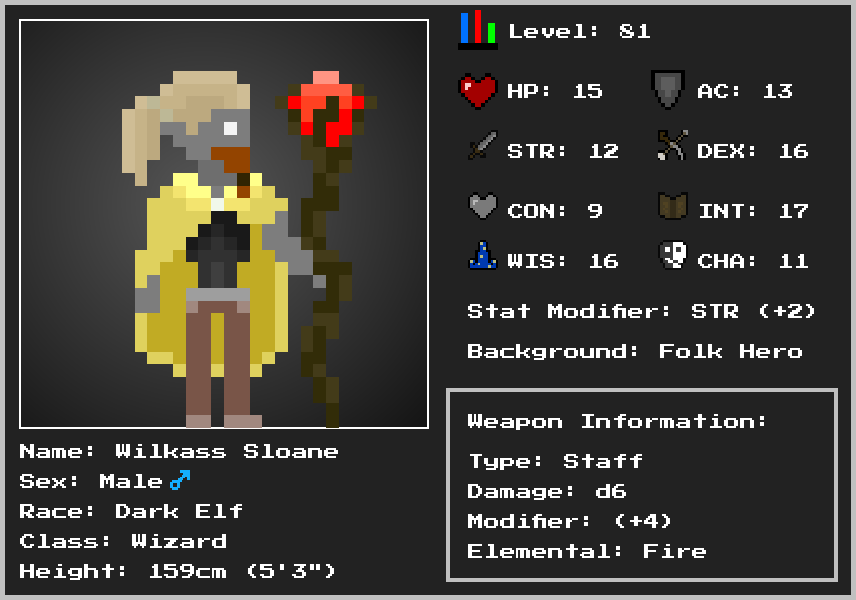 Level: 81
HP: 15 AC: 13
STR: 12 DEX: 16
CON: 9 INT: 17
WIS: 16 CHA: 11
Stat Modifier: STR (+2)
Background: Folk Hero
Weapon Information:
Type: Staff
Damage: d6
Modifier: (+4)
Elemental: Fire
Name: Wilkass Sloane
Sex: Male ♂
Race: Dark Elf
Class: Wizard
Height: 159cm (5'3")